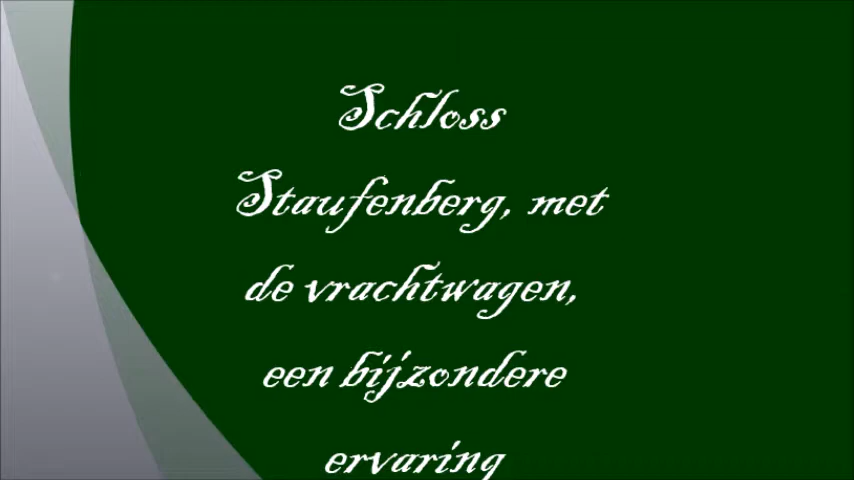 Schloss
Staufenberg, met
de vrachtwagen,
een bijzondere
ervaring